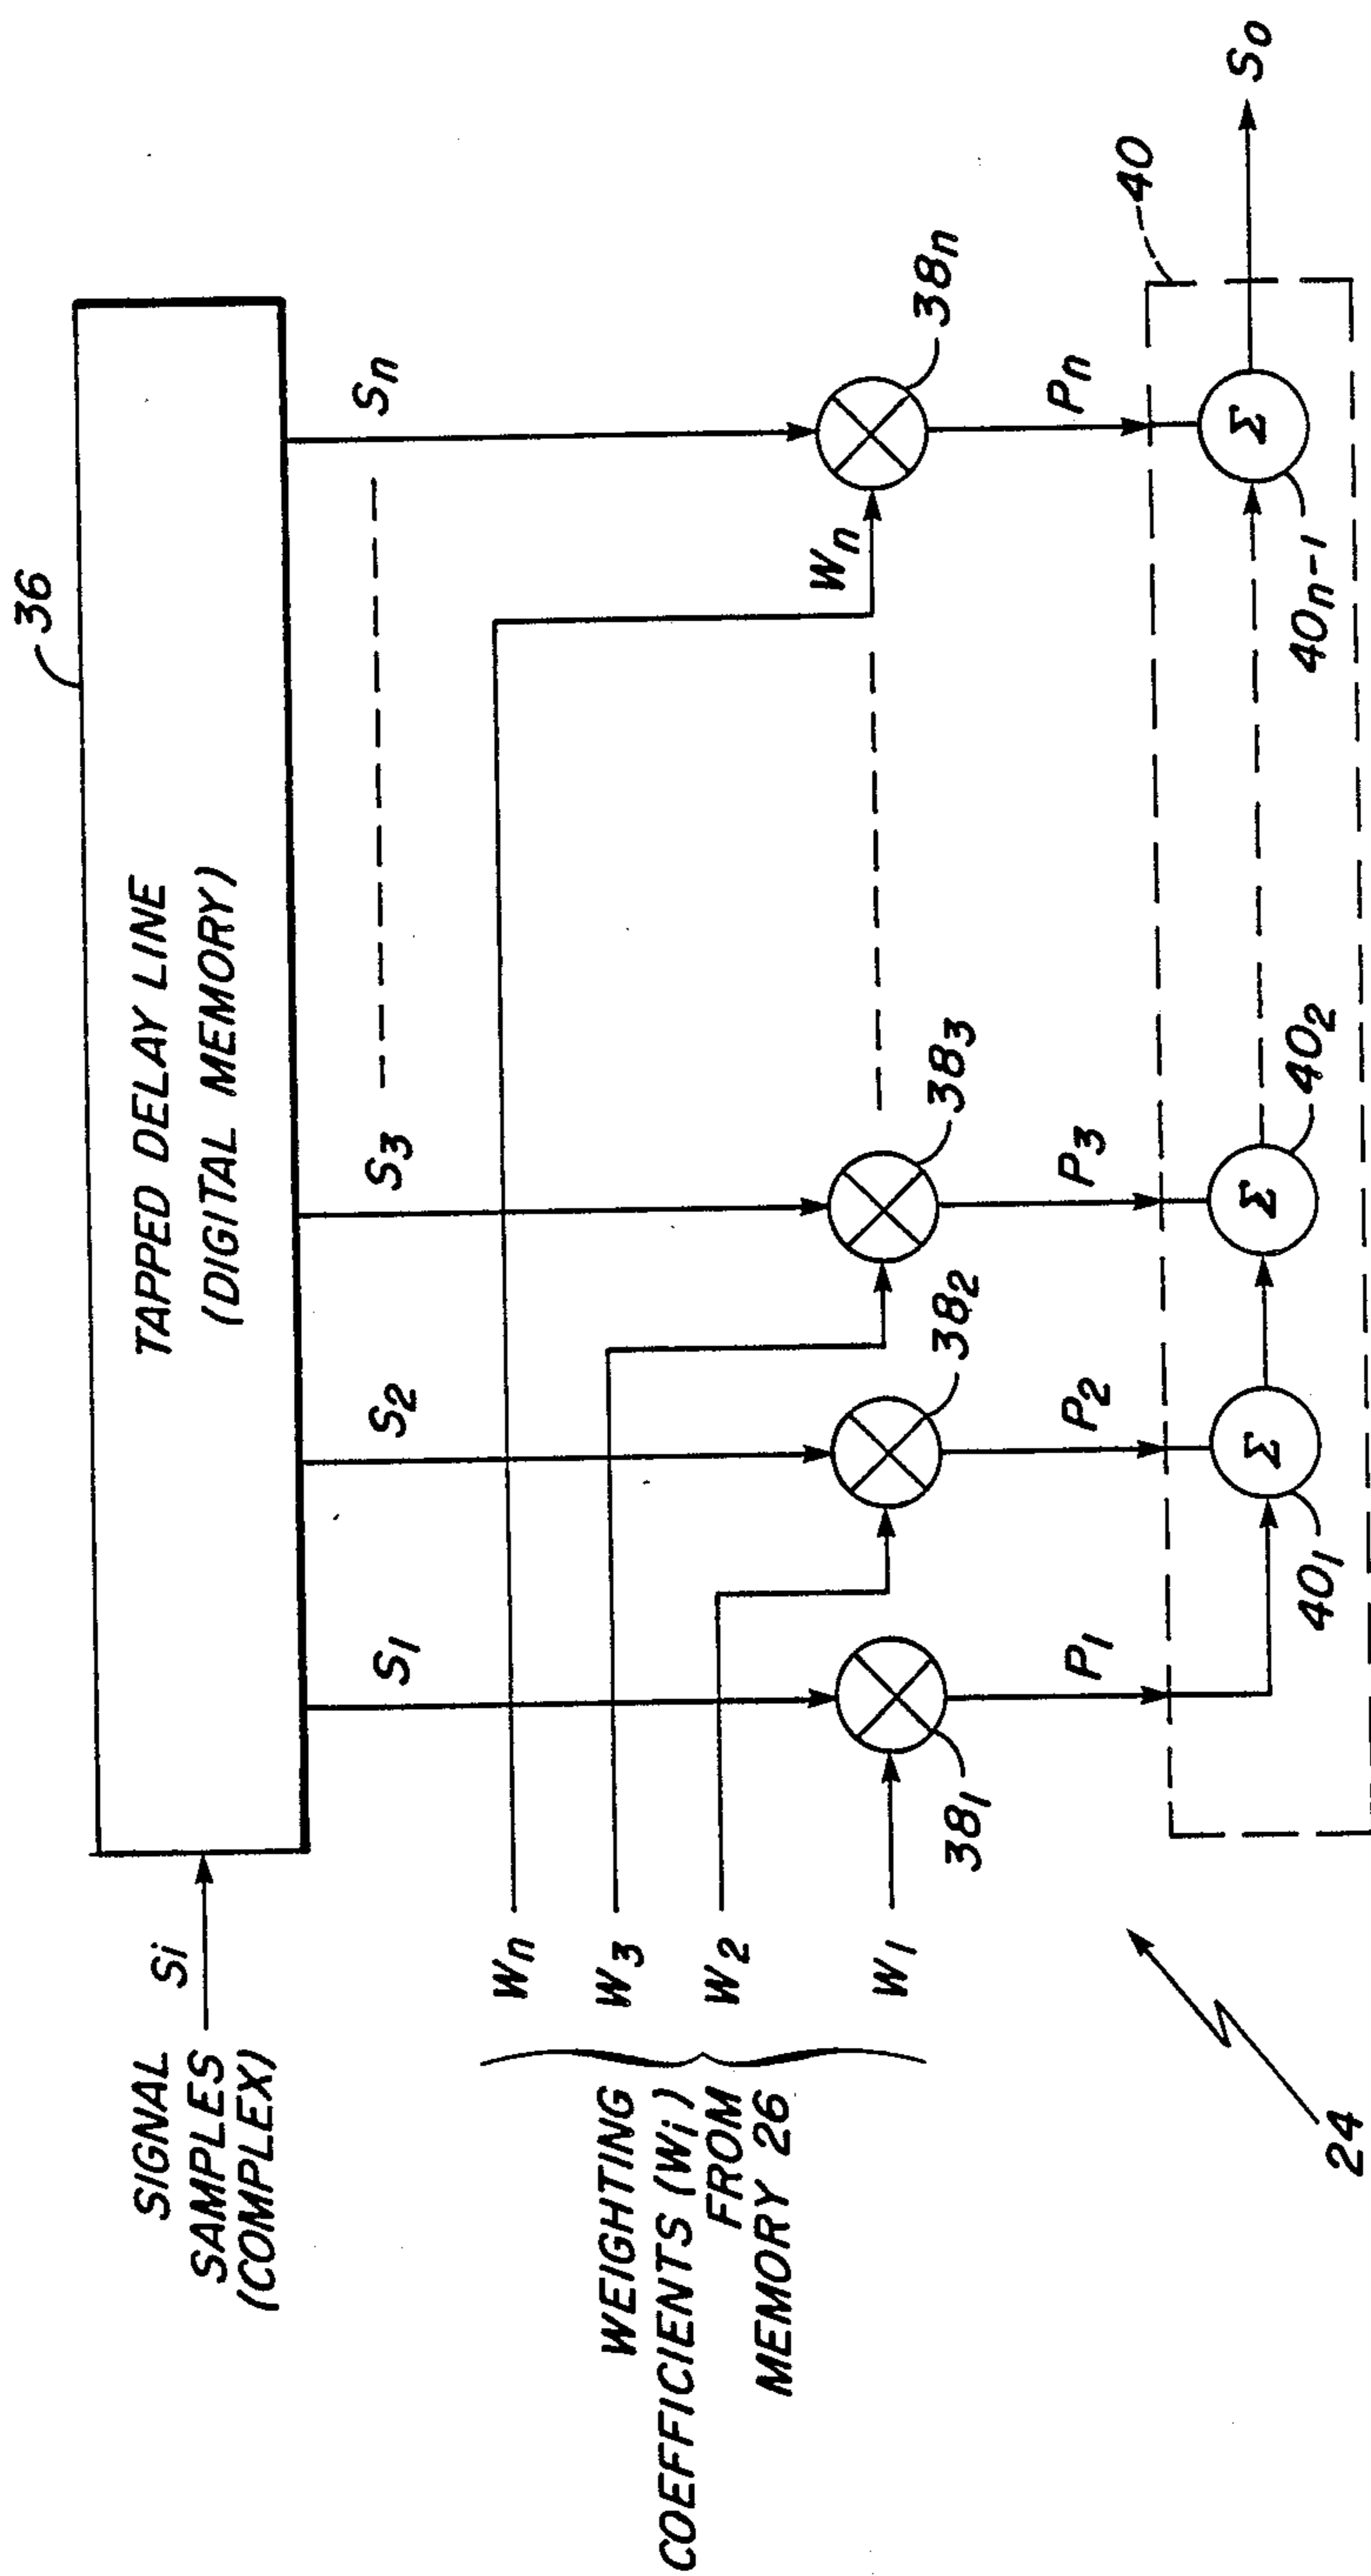 36
TAPPED DELAY LINE
(DIGITAL MEMORY)
SIGNAL
SAMPLES
(COMPLEX)
Si
S1
S2
S3
Sn
Wn
W3
W2
W1
Wn
WEIGHTING
COEFFICIENTS (Wi)
FROM
MEMORY 26
381
382
383
38n
P1
P2
P3
Pn
40
Σ
Σ
Σ
401
402
40n-1
So
24